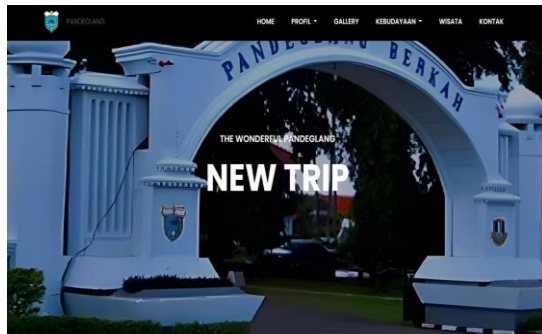 PANDEGLANG
HOME PROFIL GALLERY KEBUDAYAAN WISATA KONTAK
PANDEGLANG BERKAH
THE WONDERFUL PANDEGLANG
NEW TRIP